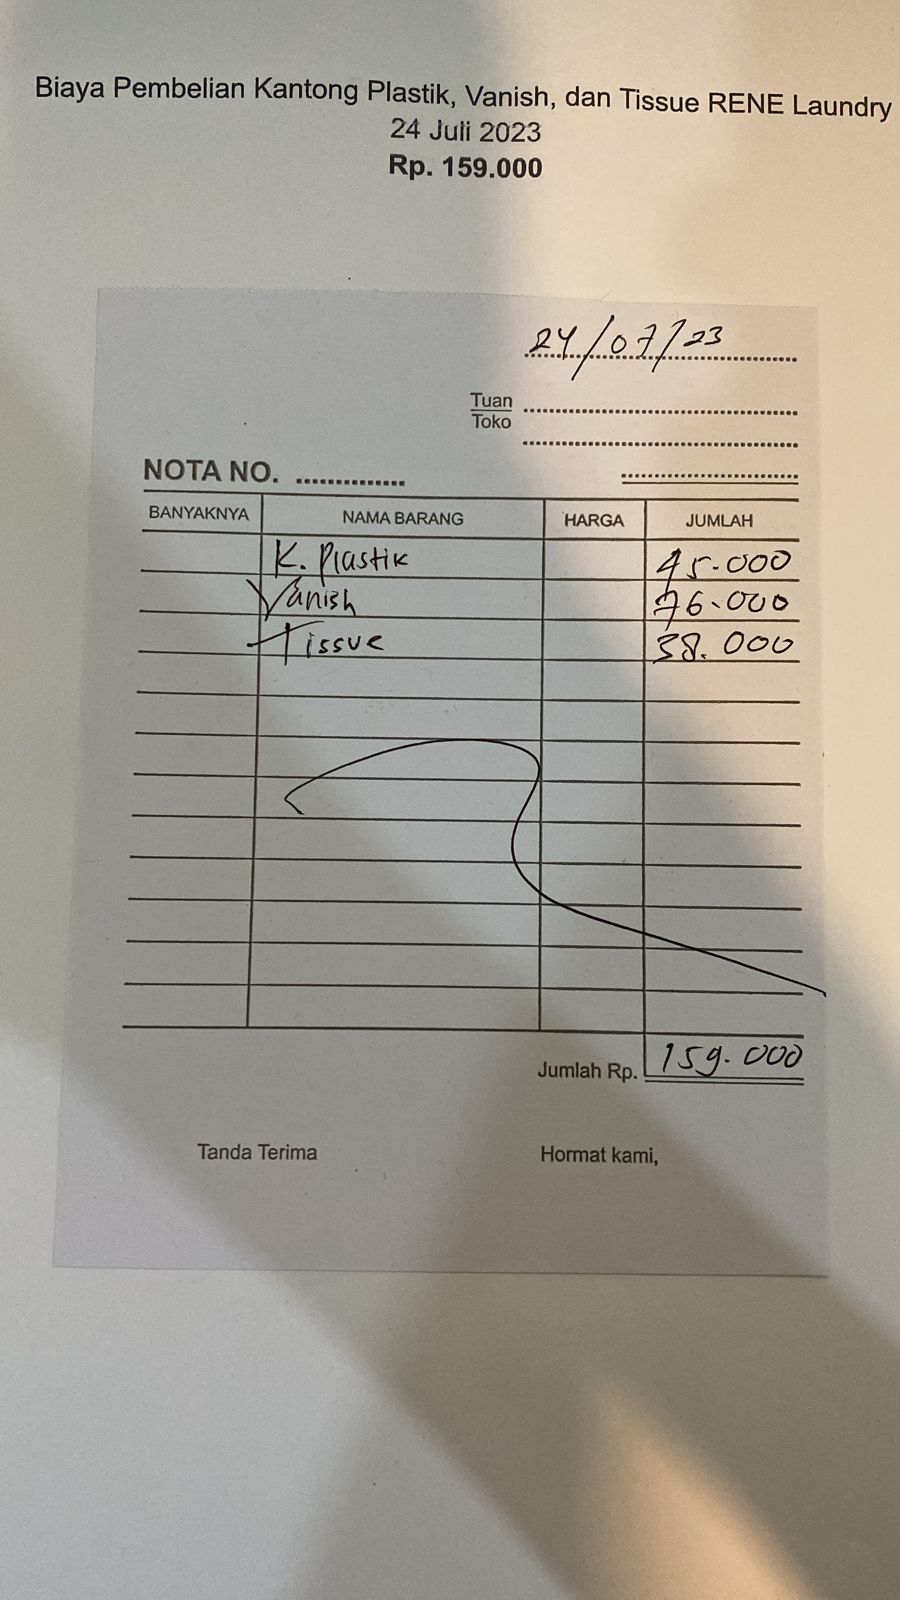 Biaya Pembelian Kantong Plastik, Vanish, dan Tissue RENE Laundry
24 Juli 2023
Rp. 159.000
24/07/23
Tuan
Toko
NOTA NO.
BANYAKNYA NAMA BARANG HARGA JUMLAH
K. Plastik 45.000
Vanish 76.000
Tissue 38.000
Jumlah Rp. 159.000
Tanda Terima Hormat kami,